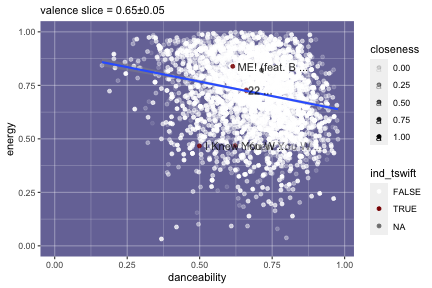 valence slice = 0.65±0.05
1.00
0.75
0.50
0.25
0.00
energy
ME! (feat. B…
22…
I Knew You W
0.00
0.25
0.50
0.75
1.00
danceability
closeness
0.00
0.25
0.50
0.75
1.00
ind_tswift
FALSE
TRUE
NA